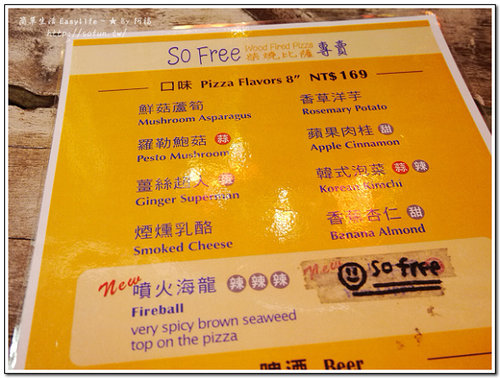 簡單生活 Easylife - ★ By 阿福
http://sofun.tw/
SO Free Wood Fired Pizza 柴燒比薩 專賣
口味 Pizza Flavors 8" NT$169
鮮菇蘆筍
Mushroom Asparagus
羅勒鮑菇 蒜
Pesto Mushroom
薑絲超人
Ginger Superman
煙燻乳酪
Smoked Cheese
香草洋芋
Rosemary Potato
蘋果肉桂 甜
Apple Cinnamon
韓式泡菜 蒜 辣
Korean Kimchi
香蕉杏仁 甜
Banana Almond
New 噴火海龍 辣 辣 辣
Fireball
very spicy brown seaweed
top on the pizza
New so free
啤酒 Beer